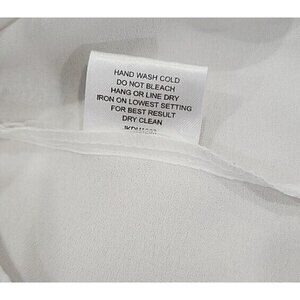 HAND WASH COLD
DO NOT BLEACH
HANG OR LINE DRY
IRON ON LOWEST SETTING
FOR BEST RESULT
DRY CLEAN